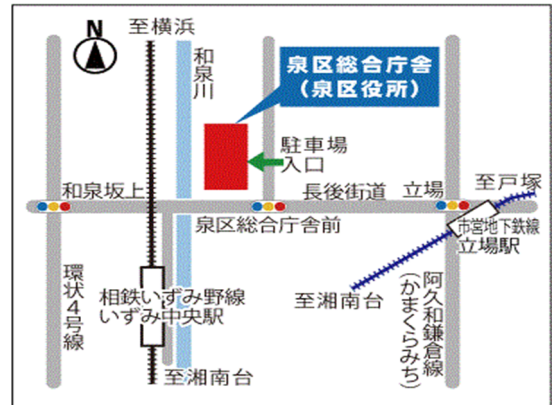 N
至横浜
和泉川
泉区総合庁舎
(泉区役所)
駐車場
入口
和泉坂上
長後街道
立場
至戸塚
泉区総合庁舎前
市営地下鉄線
立場駅
環状4号線
相鉄いずみ野線
いずみ中央駅
至湘南台
阿久和鎌倉線
(かまくらみち)
至湘南台